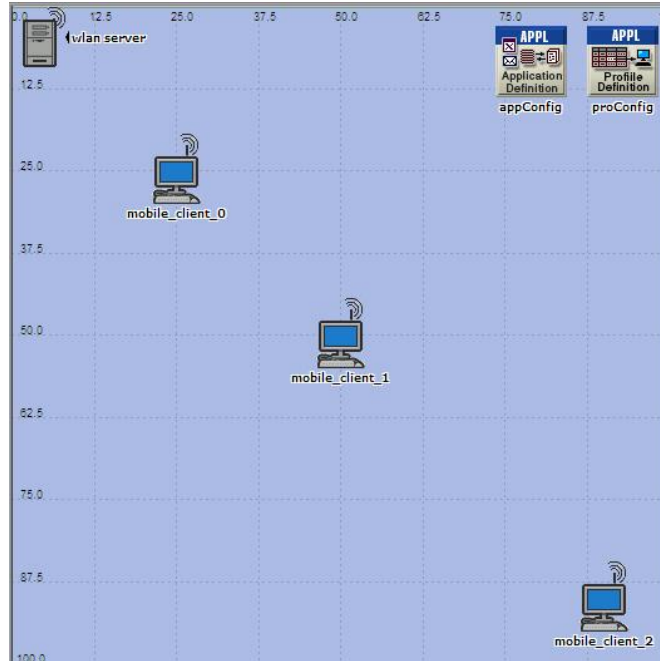 0.0 12.5 25.0 37.5 50.0 62.5 75.0 87.5
wlan server
APPL
Application
Definition
appConfig
APPL
Profile
Definition
proConfig
12.5
25.0
mobile_client_0
37.5
50.0
mobile_client_1
62.5
75.0
87.5
mobile_client_2
100.0